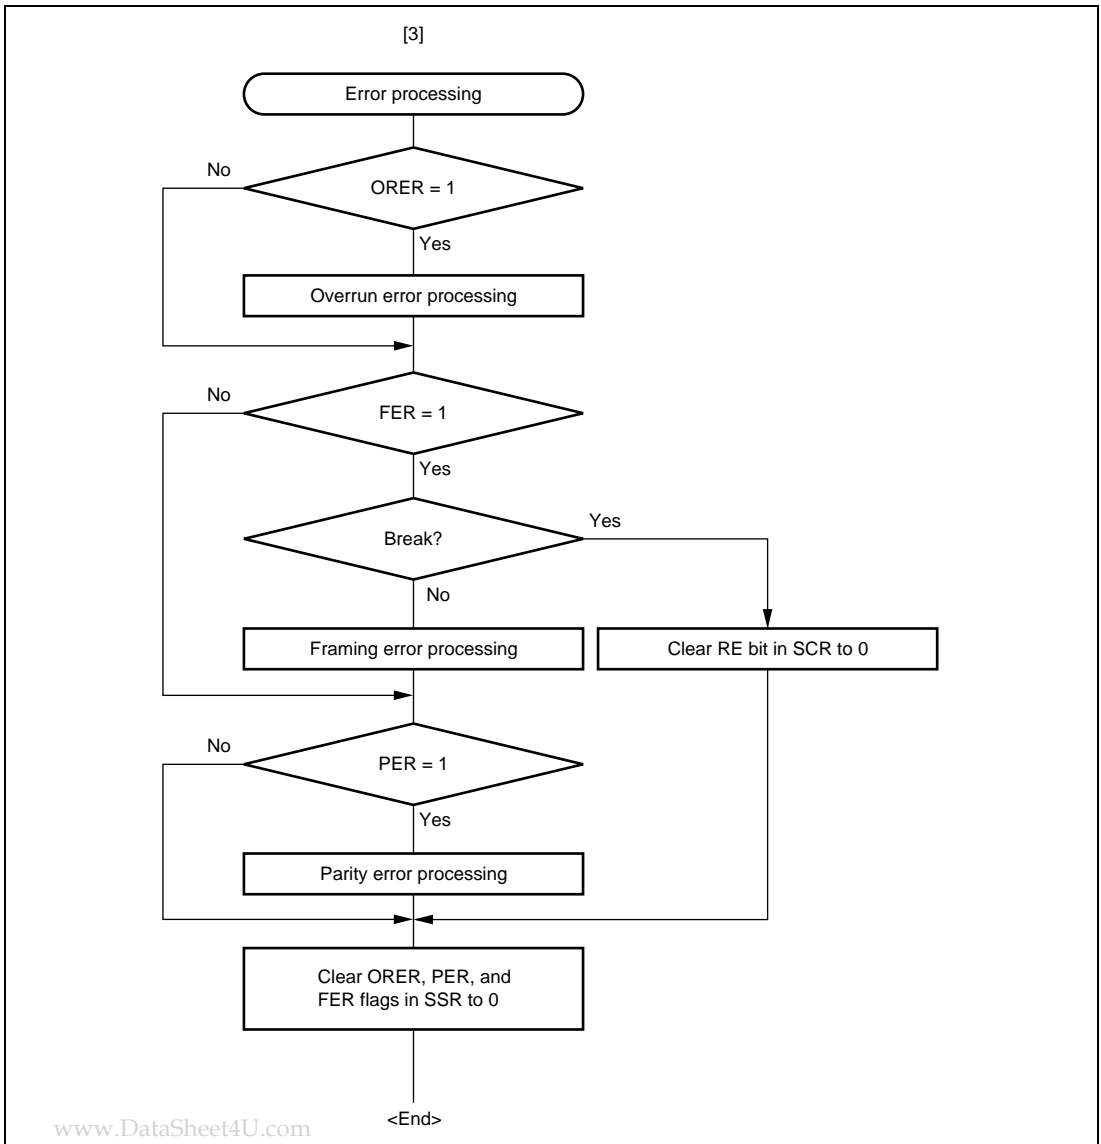 [3]
Error processing
No
ORER = 1
Yes
Overrun error processing
No
FER = 1
Yes
Yes
Break?
No
Framing error processing
Clear RE bit in SCR to 0
No
PER = 1
Yes
Parity error processing
Clear ORER, PER, and
FER flags in SSR to 0
<End>
www.DataSheet4U.com